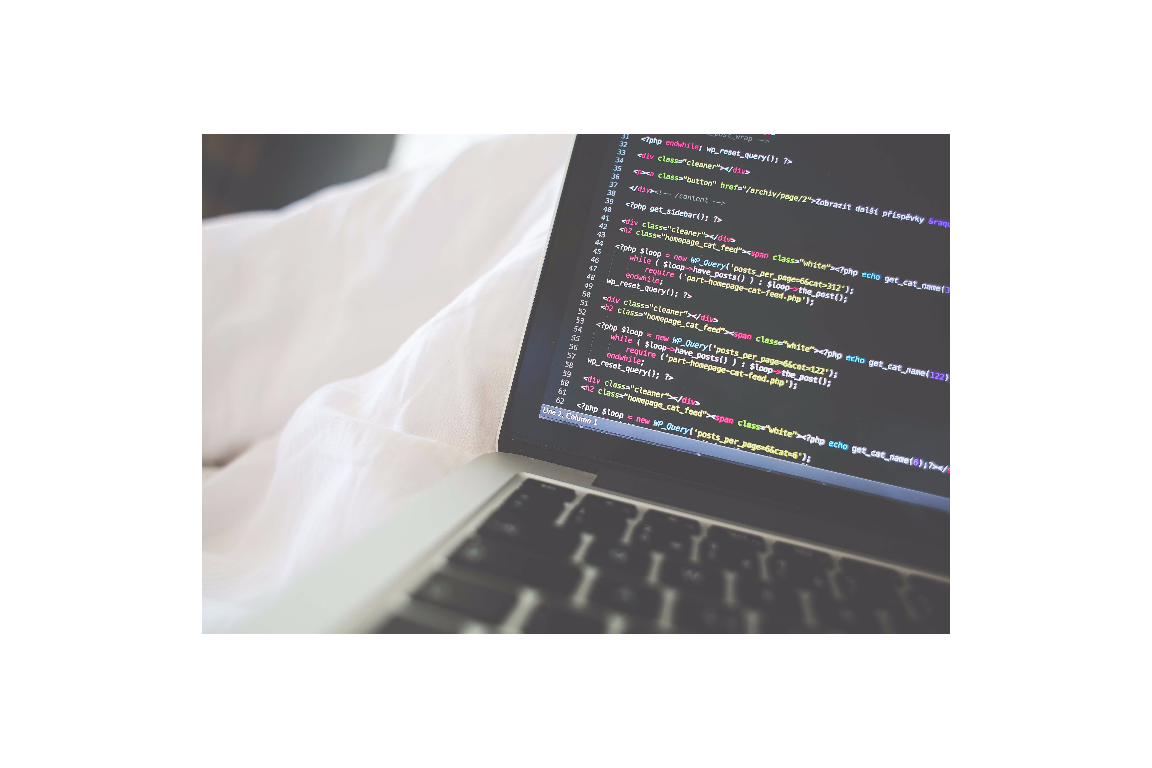 _post_wrap -->
31
32 <?php endwhile; wp_reset_query(); ?>
33
34 <div class="cleaner"></div>
35
36 <p><a class="button" href="/archiv/page/2">Zobrazit další příspěvky &raqu
37
38 </div><!-- /content -->
39
40 <?php get_sidebar(); ?>
41
42 <div class="cleaner"></div>
43 <h2 class="homepage_cat_feed"><span class="white"><?php echo get_cat_name(3
44
45 <?php $loop = new WP_Query('posts_per_page=6&cat=312');
46 while ( $loop->have_posts() ) : $loop->the_post();
47 require ('part-homepage-cat-feed.php');
48 endwhile;
49 wp_reset_query(); ?>
50
51 <div class="cleaner"></div>
52 <h2 class="homepage_cat_feed"><span class="white"><?php echo get_cat_name(122)
53
54 <?php $loop = new WP_Query('posts_per_page=6&cat=122');
55 while ( $loop->have_posts() ) : $loop->the_post();
56 require ('part-homepage-cat-feed.php');
57 endwhile;
58 wp_reset_query(); ?>
59
60 <div class="cleaner"></div>
61 <h2 class="homepage_cat_feed"><span class="white"><?php echo get_cat_name(6);?></
62
<?php $loop = new WP_Query('posts_per_page=6&cat=6');
Line 2, Column 1